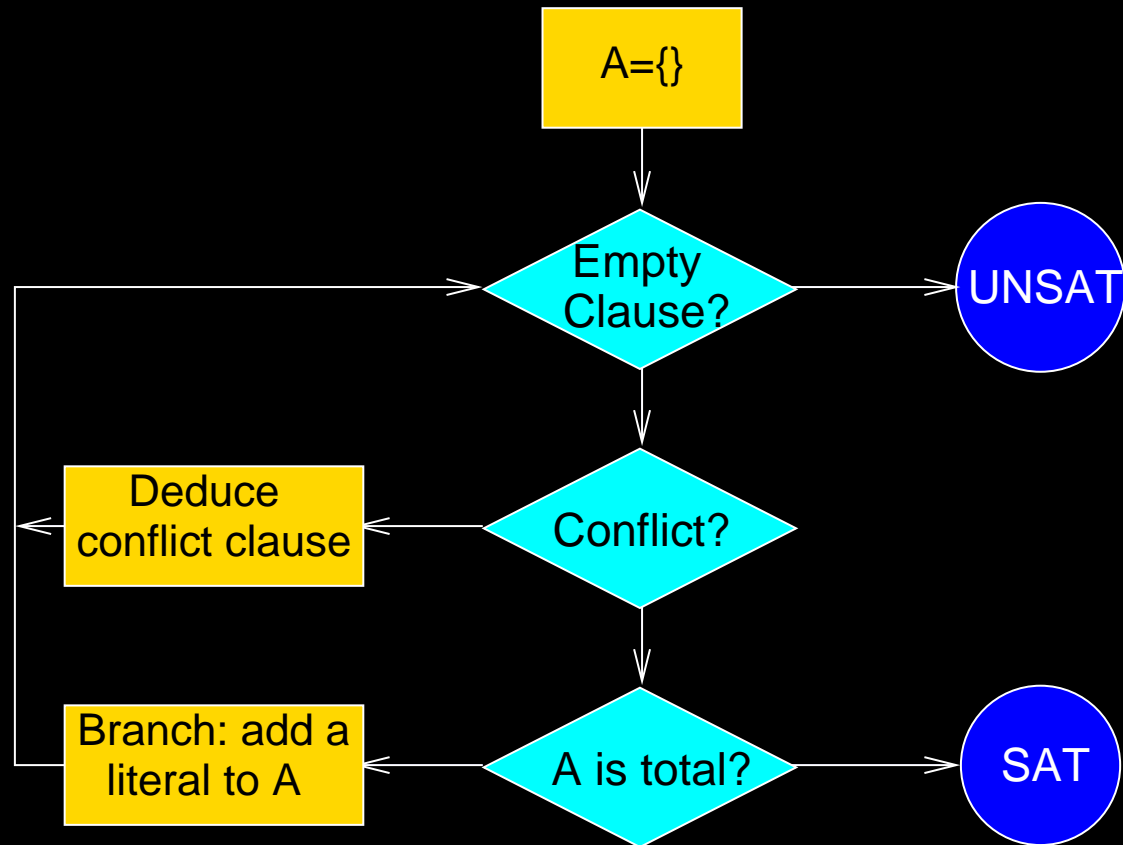 A={}
Empty
Clause?
UNSAT
Deduce
conflict clause
Conflict?
Branch: add a
literal to A
A is total?
SAT